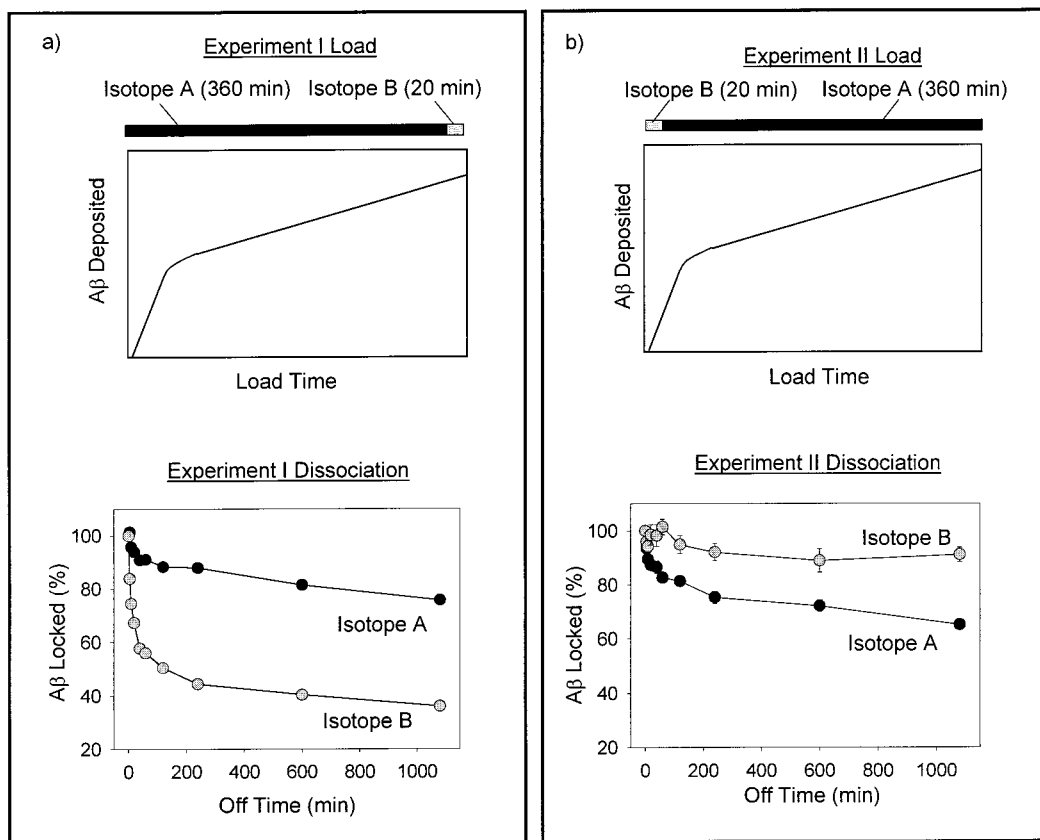 a)
Experiment I Load
Isotope A (360 min) Isotope B (20 min)
Aβ Deposited
Load Time
Experiment I Dissociation
100
80
60
40
20
Aβ Locked (%)
Isotope A
Isotope B
0 200 400 600 800 1000
Off Time (min)
b)
Experiment II Load
Isotope B (20 min) Isotope A (360 min)
Aβ Deposited
Load Time
Experiment II Dissociation
100
80
60
40
20
Aβ Locked (%)
Isotope B
Isotope A
0 200 400 600 800 1000
Off Time (min)